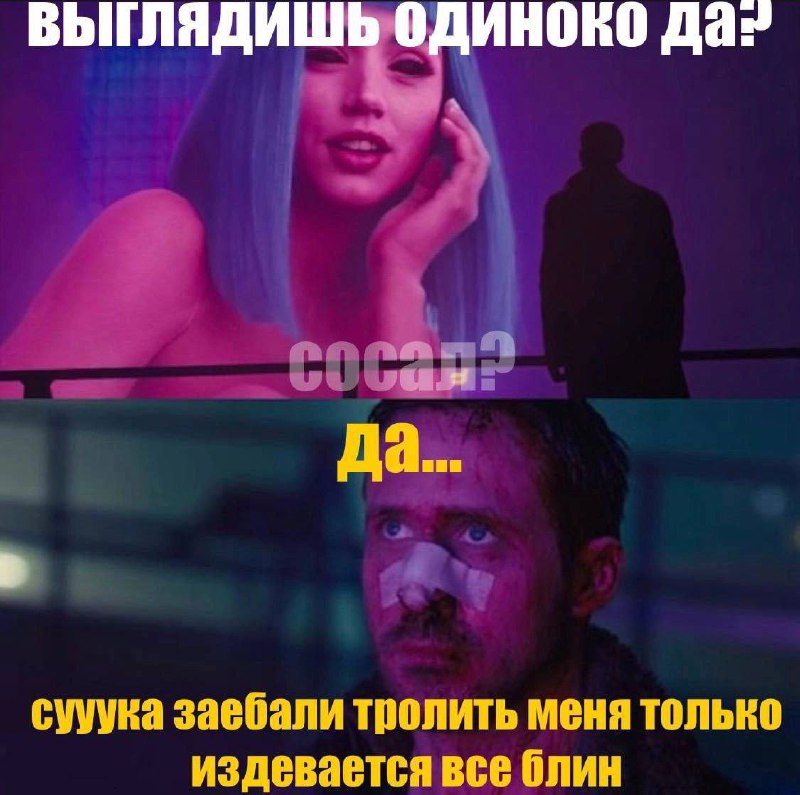 выглядишь одиноко да?
сосал?
да...
сууука заебали тролить меня только
издевается все блин